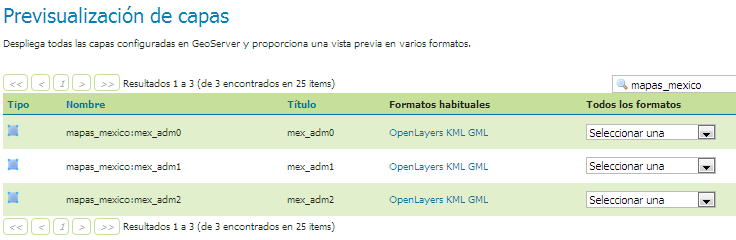 Previsualización de capas
Despliega todas las capas configuradas en GeoServer y proporciona una vista previa en varios formatos.
<< < 1 > >> Resultados 1 a 3 (de 3 encontrados en 25 items) mapas_mexico
Tipo Nombre Título Formatos habituales Todos los formatos
mapas_mexico:mex_adm0 mex_adm0 OpenLayers KML GML Seleccionar una
mapas_mexico:mex_adm1 mex_adm1 OpenLayers KML GML Seleccionar una
mapas_mexico:mex_adm2 mex_adm2 OpenLayers KML GML Seleccionar una
<< < 1 > >> Resultados 1 a 3 (de 3 encontrados en 25 items)